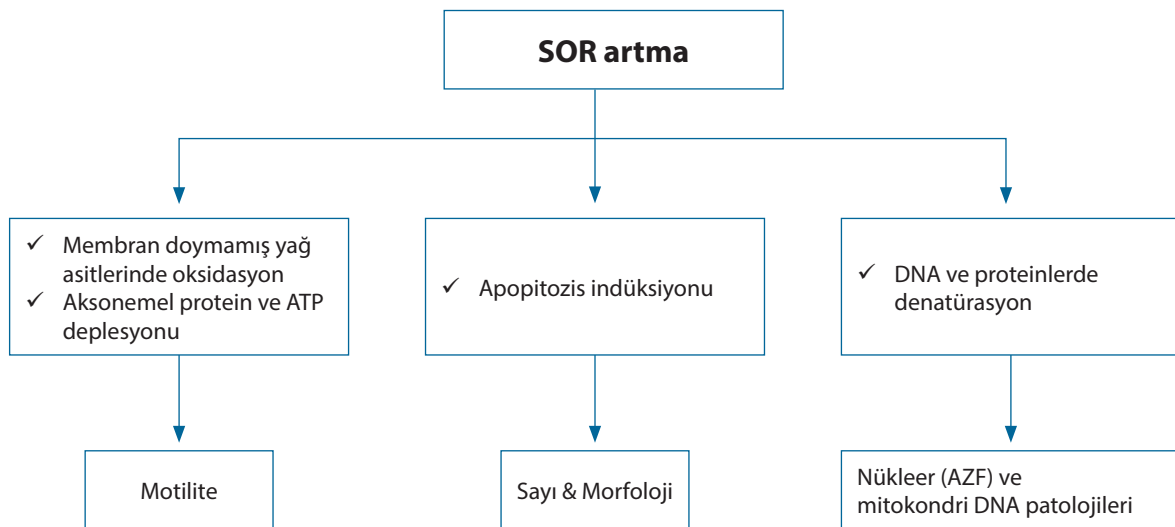 SOR artma
✓ Membran doymamış yağ
asitlerinde oksidasyon
✓ Aksonemel protein ve ATP
deplesyonu
✓ Apopitozis indüksiyonu
✓ DNA ve proteinlerde
denatürasyon
Motilite
Sayı & Morfoloji
Nükleer (AZF) ve
mitokondri DNA patolojileri